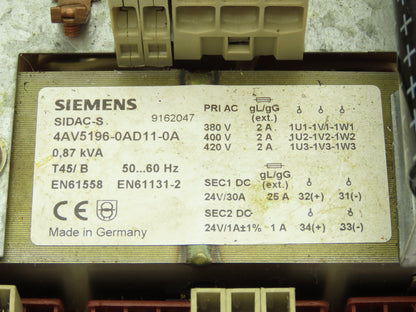 SIEMENS
SIDAC-S 9162047
4AV5196-0AD11-0A
0,87 kVA
T45/ B 50...60 Hz
EN61558 EN61131-2
CE
Made in Germany
PRI AC gL/gG
(ext.)
380 V 2 A 1U1-1V1-1W1
400 V 2 A 1U2-1V2-1W2
420 V 2 A 1U3-1V3-1W3
gL/gG
SEC1 DC (ext.)
24V/30A 25 A 32(+) 31(-)
SEC2 DC
24V/1A±1% 1 A 34(+) 33(-)